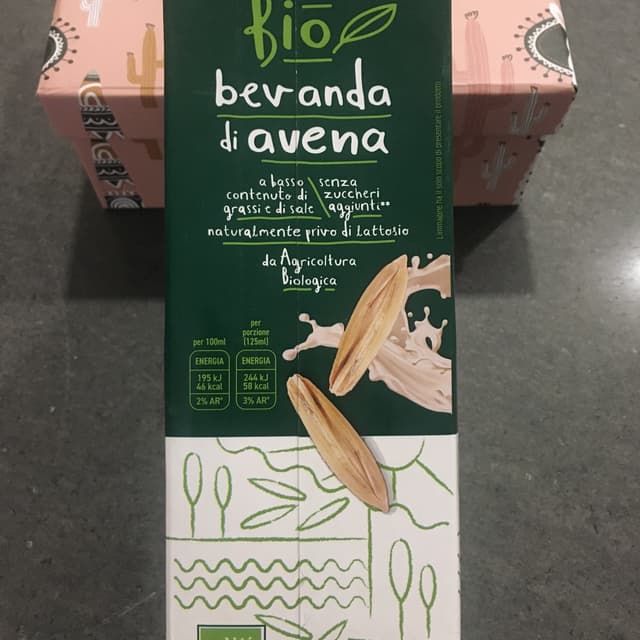 Biō
bevanda
di avena
a basso
contenuto di
grassi e di sale
senza
zuccheri
aggiunti**
naturalmente privo di lattosio
da Agricoltura
Biologica
L'immagine ha il solo scopo di presentare il prodotto
per 100ml
ENERGIA
195 kJ
46 kcal
2% AR*
per
porzione
(125ml)
ENERGIA
244 kJ
58 kcal
3% AR*